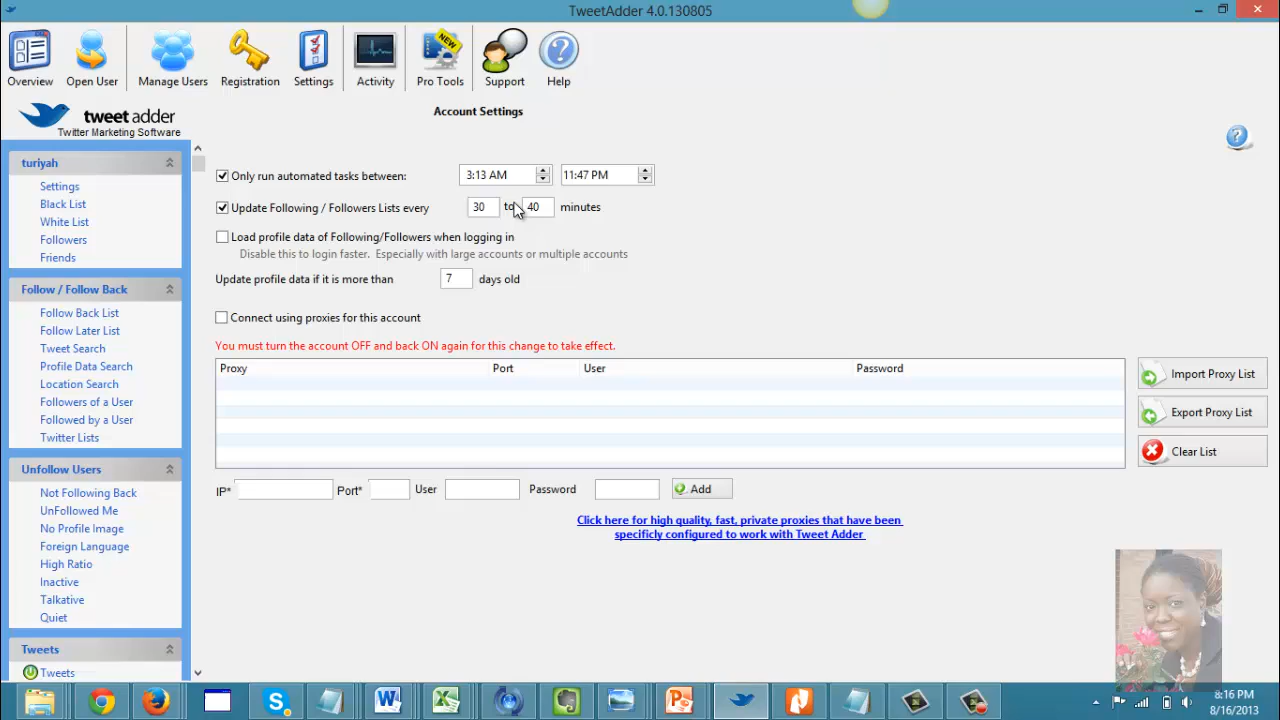 TweetAdder 4.0.130805
Overview
Open User
Manage Users
Registration
Settings
Activity
NEW
Pro Tools
Support
Help
tweet adder
Twitter Marketing Software
Account Settings
turiyah
Settings
Black List
White List
Followers
Friends
Follow / Follow Back
Follow Back List
Follow Later List
Tweet Search
Profile Data Search
Location Search
Followers of a User
Followed by a User
Twitter Lists
Unfollow Users
Not Following Back
UnFollowed Me
No Profile Image
Foreign Language
High Ratio
Inactive
Talkative
Quiet
Tweets
Tweets
Only run automated tasks between: 3:13 AM 11:47 PM
Update Following / Followers Lists every 30 to 40 minutes
Load profile data of Following/Followers when logging in
Disable this to login faster. Especially with large accounts or multiple accounts
Update profile data if it is more than 7 days old
Connect using proxies for this account
You must turn the account OFF and back ON again for this change to take effect.
Proxy Port User Password
Import Proxy List
Export Proxy List
Clear List
IP* Port* User Password Add
Click here for high quality, fast, private proxies that have been
specificly configured to work with Tweet Adder
8:16 PM
8/16/2013